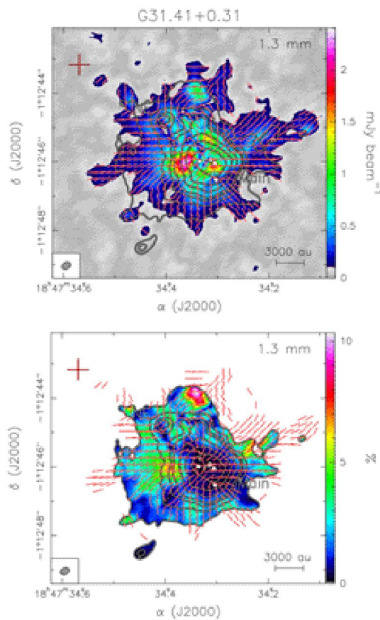 G31.41+0.31
1.3 mm
δ (J2000)
−1°12'44"
−1°12'46"
−1°12'48"
Main
3000 au
18ʰ47ᵐ34ˢ.6
34ˢ.4
34ˢ.2
α (J2000)
0
0.5
1
1.5
2
mJy beam⁻¹
1.3 mm
δ (J2000)
−1°12'44"
−1°12'46"
−1°12'48"
Main
3000 au
18ʰ47ᵐ34ˢ.6
34ˢ.4
34ˢ.2
α (J2000)
0
5
10
%